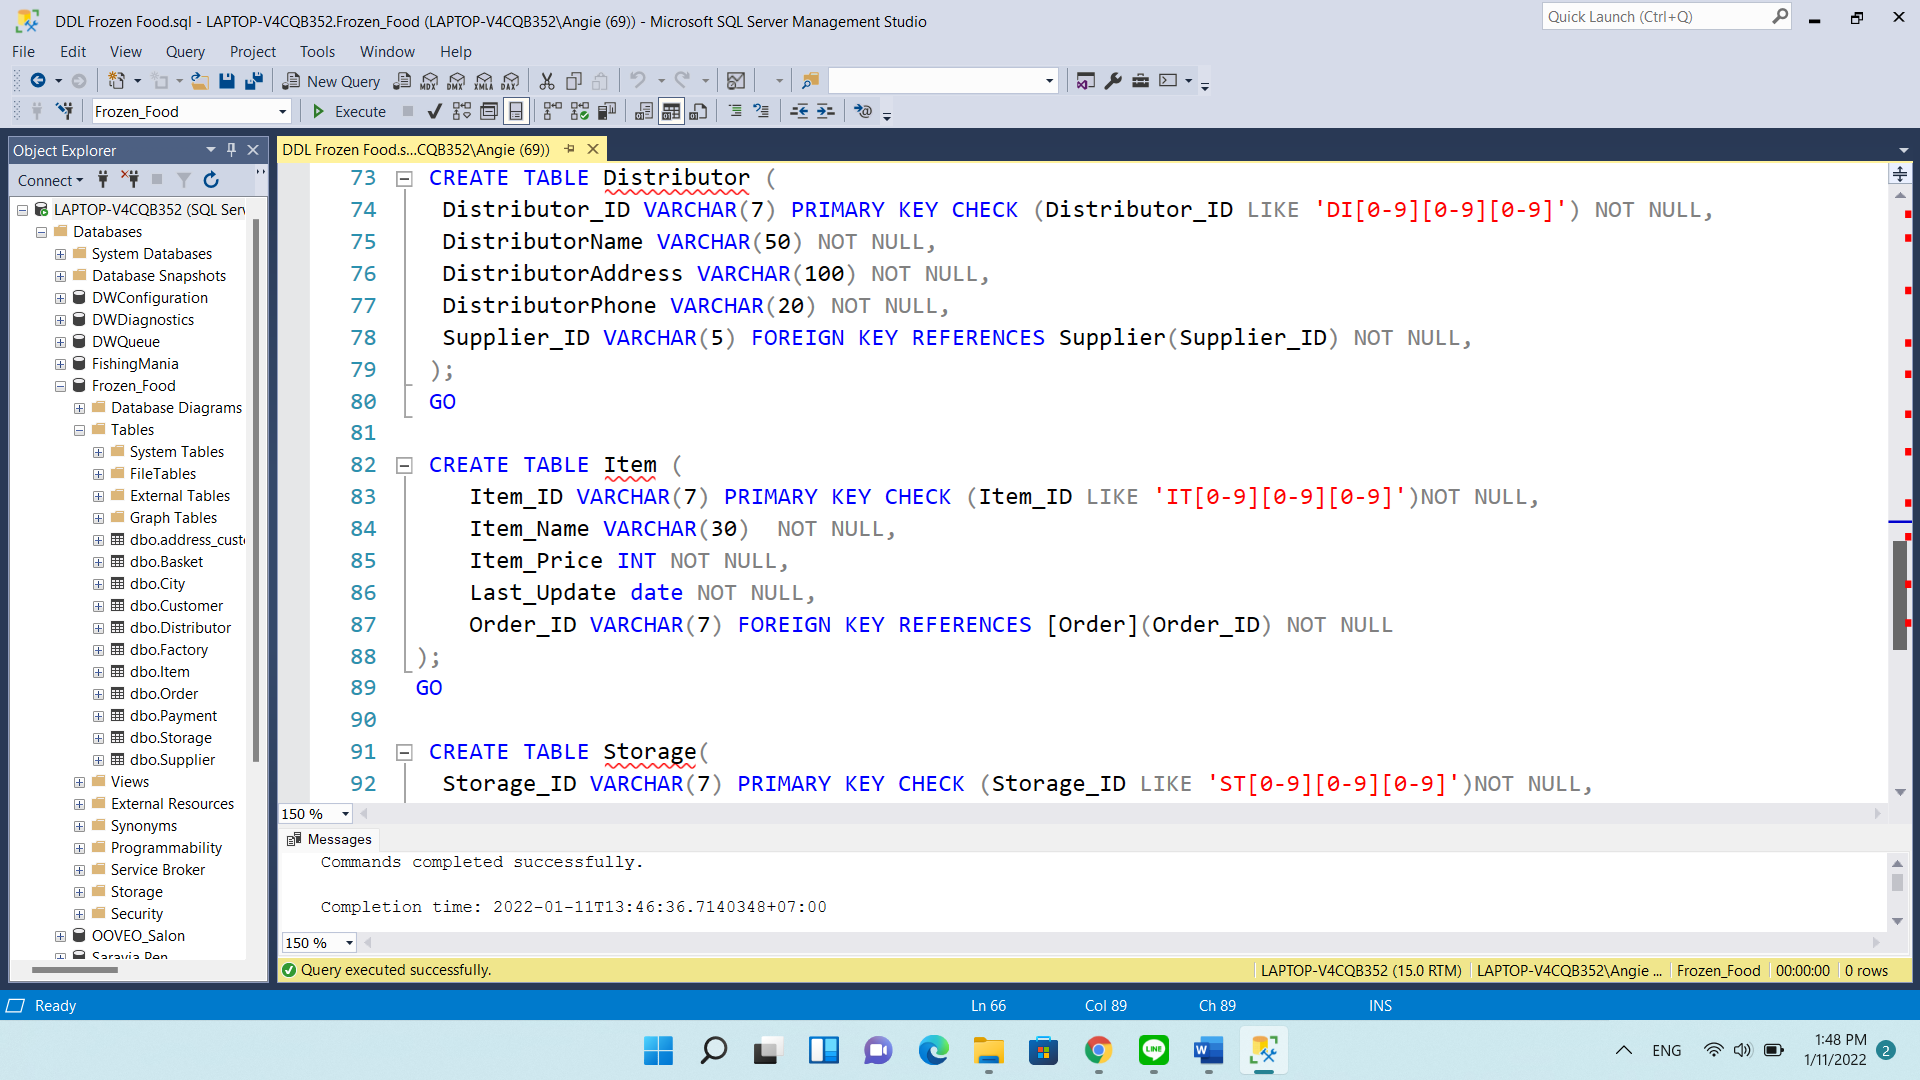 DDL Frozen Food.sql - LAPTOP-V4CQB352.Frozen_Food (LAPTOP-V4CQB352\Angie (69)) - Microsoft SQL Server Management Studio
Quick Launch (Ctrl+Q)
File Edit View Query Project Tools Window Help
New Query
MDX DMX XMLA DAX
Frozen_Food
Execute
Object Explorer
DDL Frozen Food.s...CQB352\Angie (69))
Connect
LAPTOP-V4CQB352 (SQL Serv
Databases
System Databases
Database Snapshots
DWConfiguration
DWDiagnostics
DWQueue
FishingMania
Frozen_Food
Database Diagrams
Tables
System Tables
FileTables
External Tables
Graph Tables
dbo.address_custo
dbo.Basket
dbo.City
dbo.Customer
dbo.Distributor
dbo.Factory
dbo.Item
dbo.Order
dbo.Payment
dbo.Storage
dbo.Supplier
Views
External Resources
Synonyms
Programmability
Service Broker
Storage
Security
OOVEO_Salon
Saravia Pen
73 CREATE TABLE Distributor (
74 Distributor_ID VARCHAR(7) PRIMARY KEY CHECK (Distributor_ID LIKE 'DI[0-9][0-9][0-9]') NOT NULL,
75 DistributorName VARCHAR(50) NOT NULL,
76 DistributorAddress VARCHAR(100) NOT NULL,
77 DistributorPhone VARCHAR(20) NOT NULL,
78 Supplier_ID VARCHAR(5) FOREIGN KEY REFERENCES Supplier(Supplier_ID) NOT NULL,
79 );
80 GO
81
82 CREATE TABLE Item (
83 Item_ID VARCHAR(7) PRIMARY KEY CHECK (Item_ID LIKE 'IT[0-9][0-9][0-9]')NOT NULL,
84 Item_Name VARCHAR(30)  NOT NULL,
85 Item_Price INT NOT NULL,
86 Last_Update date NOT NULL,
87 Order_ID VARCHAR(7) FOREIGN KEY REFERENCES [Order](Order_ID) NOT NULL
88 );
89 GO
90
91 CREATE TABLE Storage(
92 Storage_ID VARCHAR(7) PRIMARY KEY CHECK (Storage_ID LIKE 'ST[0-9][0-9][0-9]')NOT NULL,
150 %
Messages
Commands completed successfully.
Completion time: 2022-01-11T13:46:36.7140348+07:00
150 %
Query executed successfully.
LAPTOP-V4CQB352 (15.0 RTM) LAPTOP-V4CQB352\Angie ... Frozen_Food 00:00:00 0 rows
Ready Ln 66 Col 89 Ch 89 INS
LINE
W
ENG
1:48 PM
1/11/2022
2